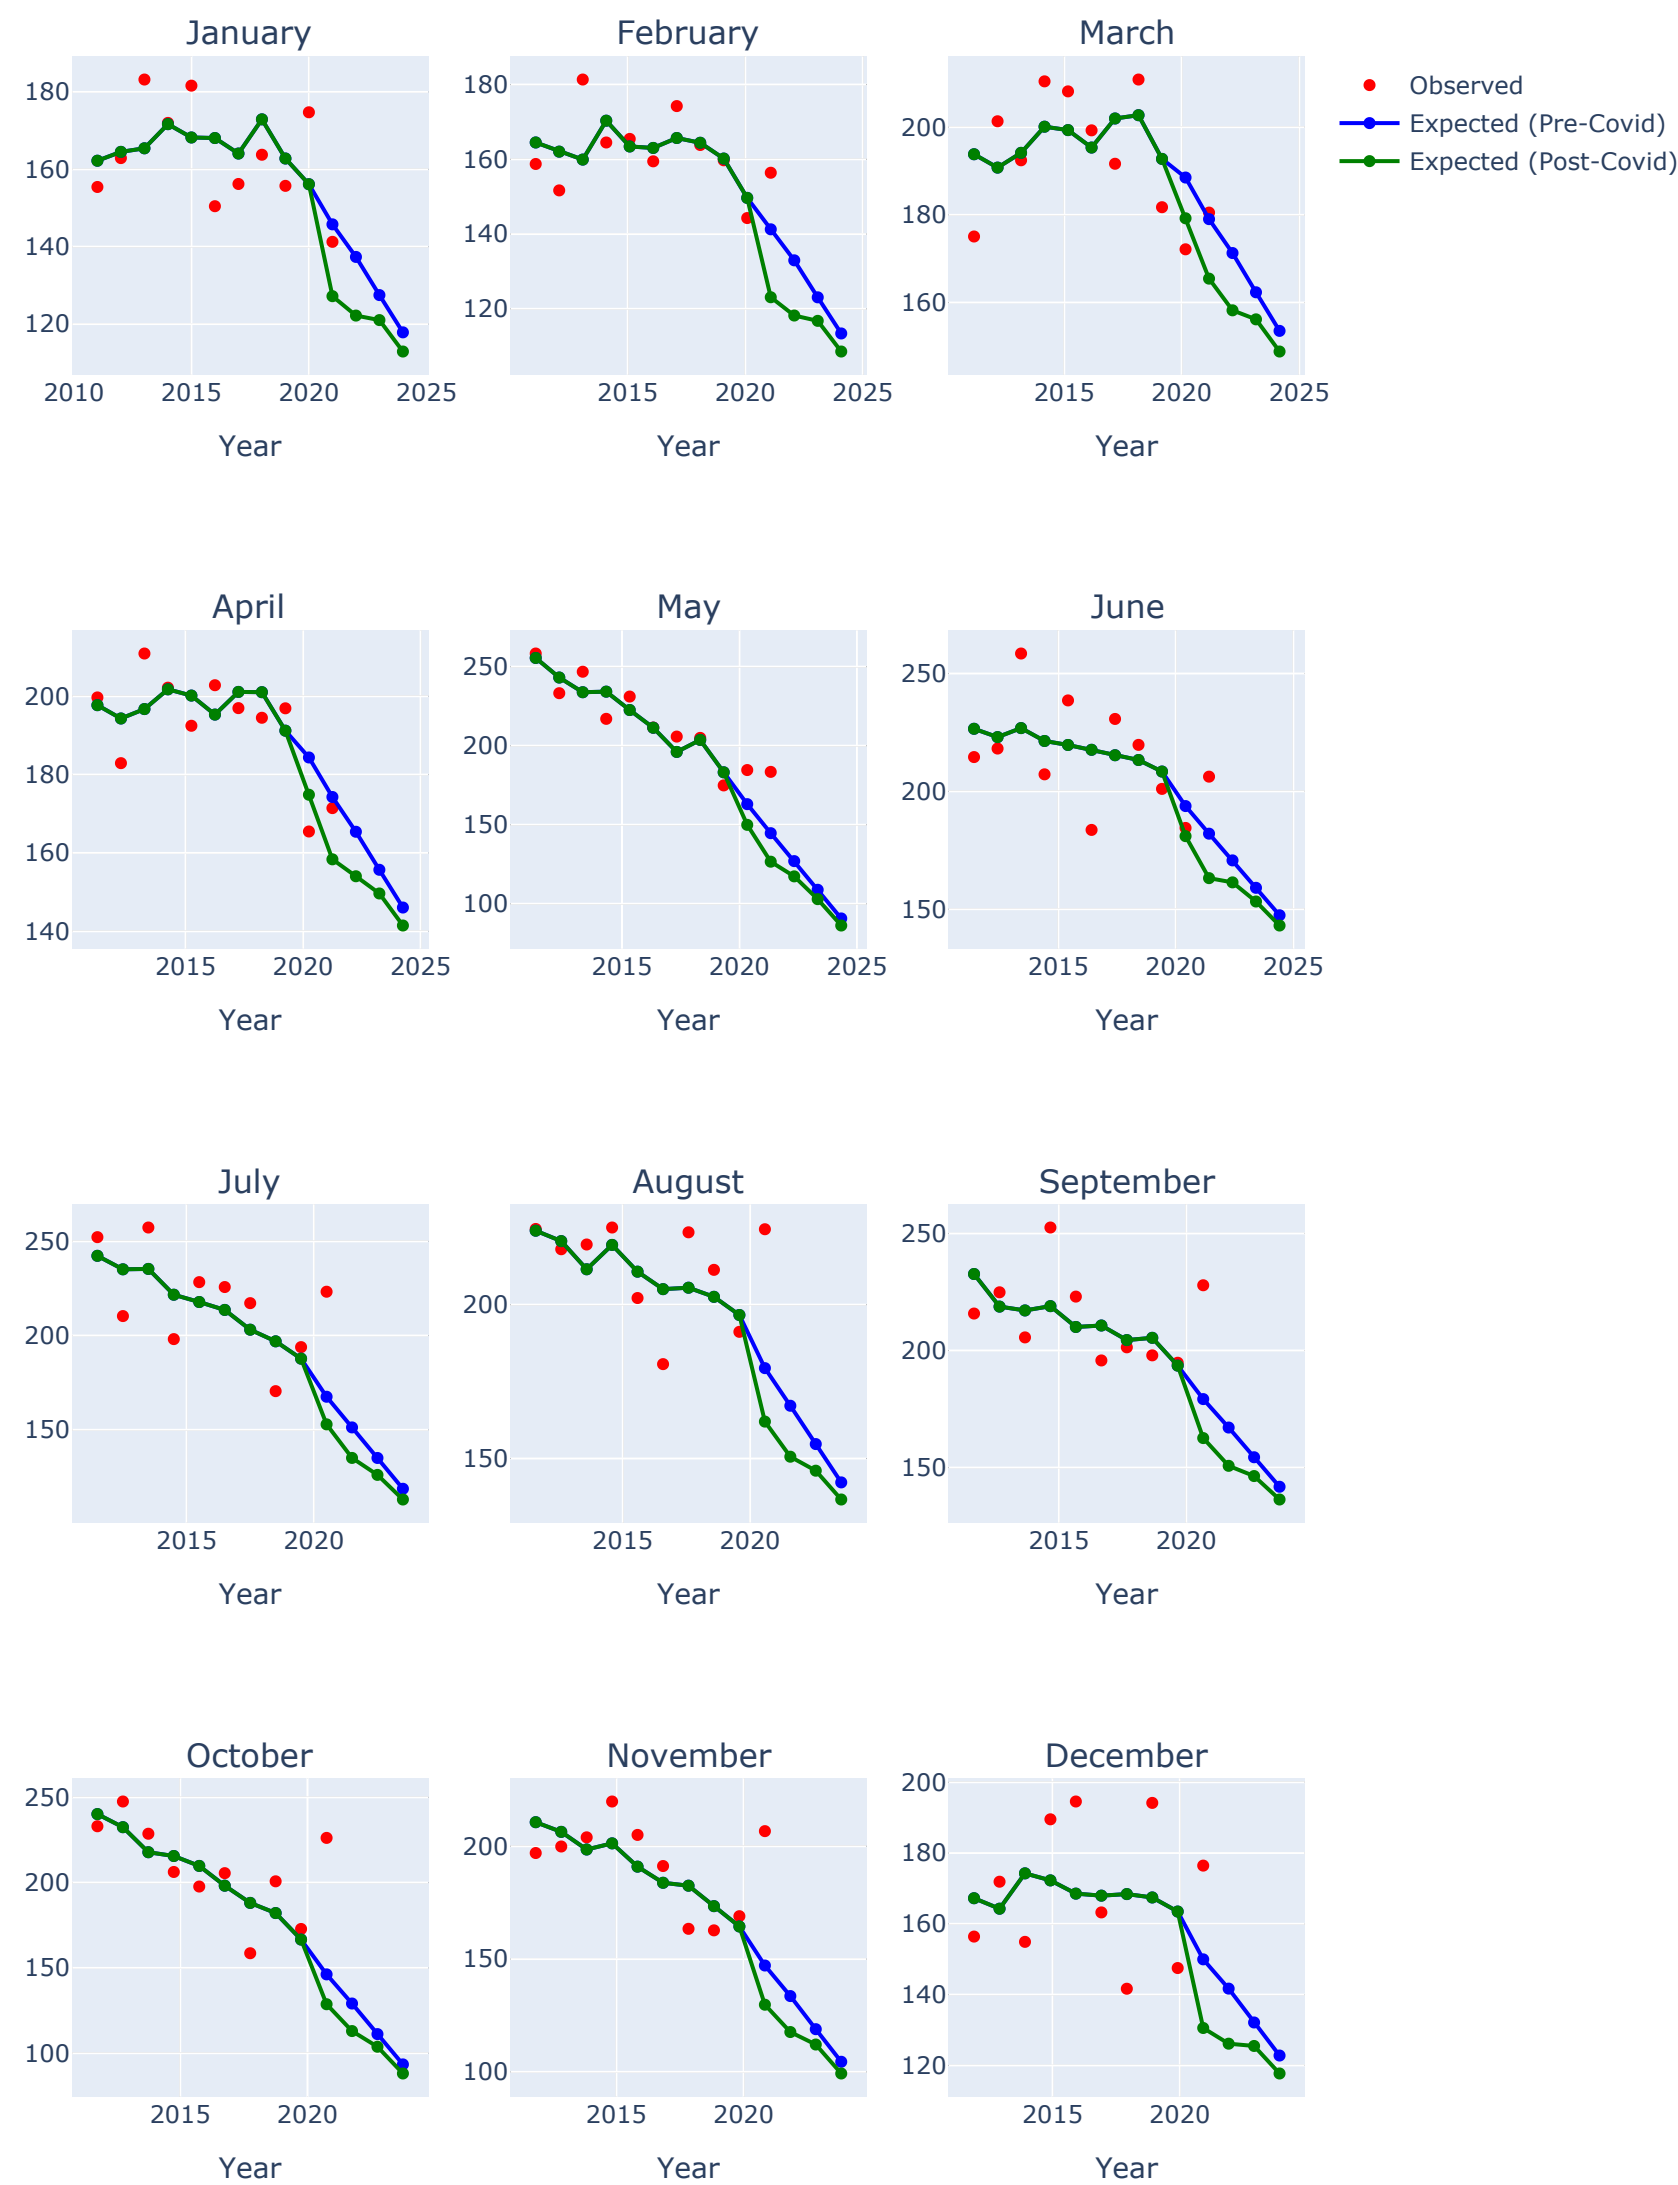 January
February
March
Observed
Expected (Pre-Covid)
Expected (Post-Covid)
180
160
140
120
2010 2015 2020 2025
Year
180
160
140
120
2015 2020 2025
Year
200
180
160
2015 2020 2025
Year
April
May
June
200
180
160
140
2015 2020 2025
Year
250
200
150
100
2015 2020 2025
Year
250
200
150
2015 2020 2025
Year
July
August
September
250
200
150
2015 2020
Year
200
150
2015 2020
Year
250
200
150
2015 2020
Year
October
November
December
250
200
150
100
2015 2020
Year
200
150
100
2015 2020
Year
200
180
160
140
120
2015 2020
Year